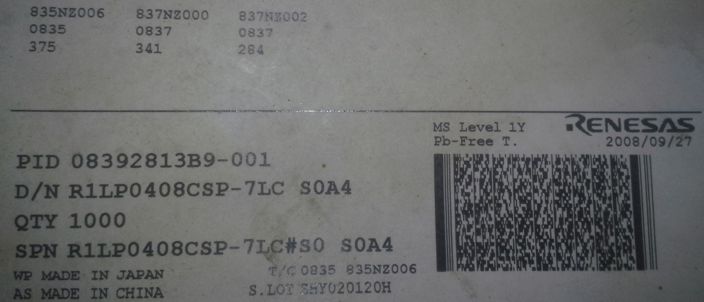 835NZ006 837NZ000 837NZ002
0835 0837 0837
375 341 284
MS Level 1Y RENESAS
Pb-Free T. 2008/09/27
PID 08392813B9-001
D/N R1LP0408CSP-7LC S0A4
QTY 1000
SPN R1LP0408CSP-7LC#S0 S0A4
WP MADE IN JAPAN T/C 0835 835NZ006
AS MADE IN CHINA S.LOT SHY020120H